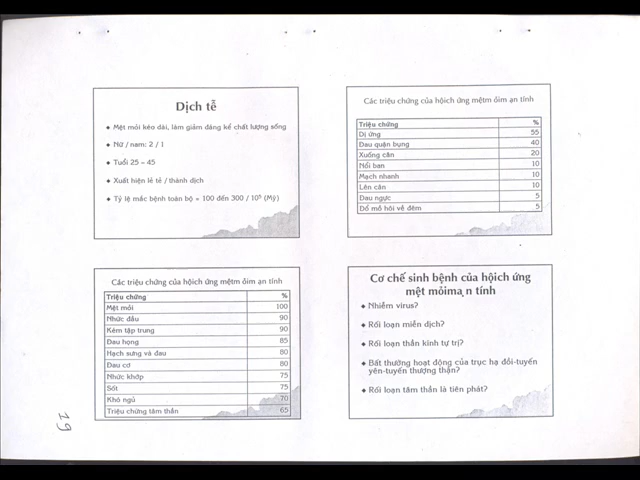 Dịch tễ
◆ Mệt mỏi kéo dài, làm giảm đáng kể chất lượng sống
◆ Nữ / nam: 2 / 1
◆ Tuổi 25 – 45
◆ Xuất hiện lẻ tẻ / thành dịch
◆ Tỷ lệ mắc bệnh toàn bộ = 100 đến 300 / 10⁵ (Mỹ)
Các triệu chứng của hộich ứng mệtm ỏim ạn tính
Triệu chứng %
Dị ứng 55
Đau quặn bụng 40
Xuống cân 20
Nổi ban 10
Mạch nhanh 10
Lên cân 10
Đau ngực 5
Đổ mồ hôi về đêm 5
Các triệu chứng của hộich ứng mệtm ỏim ạn tính
Triệu chứng %
Mệt mỏi 100
Nhức đầu 90
Kém tập trung 90
Đau họng 85
Hạch sưng và đau 80
Đau cơ 80
Nhức khớp 75
Sốt 75
Khó ngủ 70
Triệu chứng tâm thần 65
Cơ chế sinh bệnh của hộich ứng
mệt mỏimạ n tính
◆ Nhiễm virus?
◆ Rối loạn miễn dịch?
◆ Rối loạn thần kinh tự trị?
◆ Bất thường hoạt động của trục hạ đồi-tuyến
yên-tuyến thượng thận?
◆ Rối loạn tâm thần là tiên phát?
19